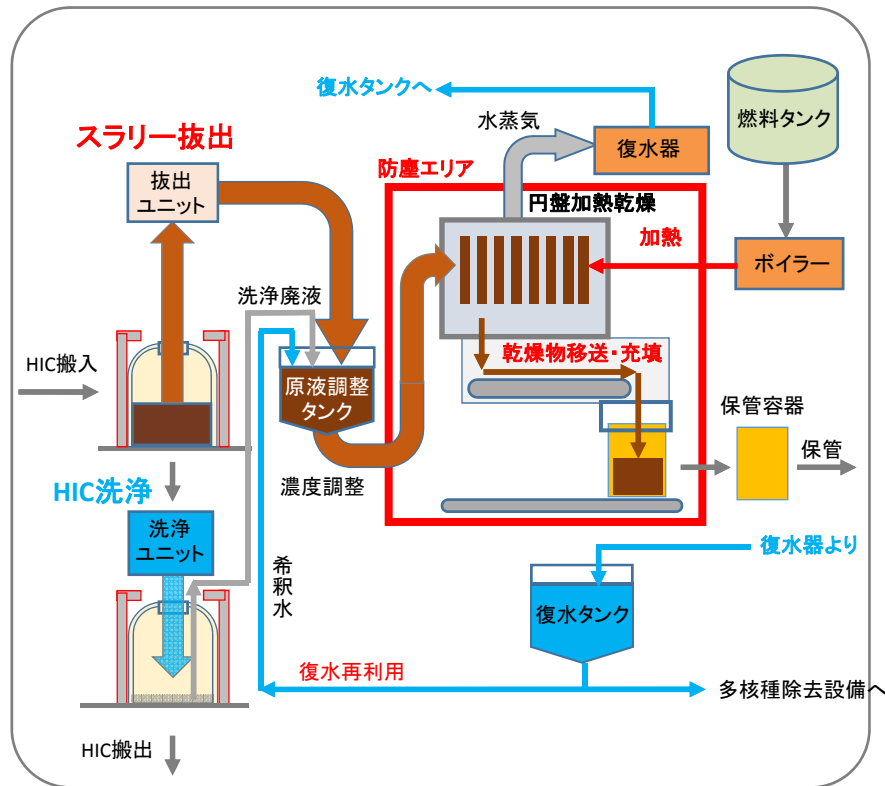 復水タンクへ
水蒸気
復水器
燃料タンク
スラリー抜出
防塵エリア
抜出
ユニット
円盤加熱乾燥
加熱
ボイラー
洗浄廃液
HIC搬入
乾燥物移送・充填
原液調整
タンク
保管容器
保管
濃度調整
HIC洗浄
洗浄
ユニット
希釈水
復水器より
復水タンク
復水再利用
多核種除去設備へ
HIC搬出